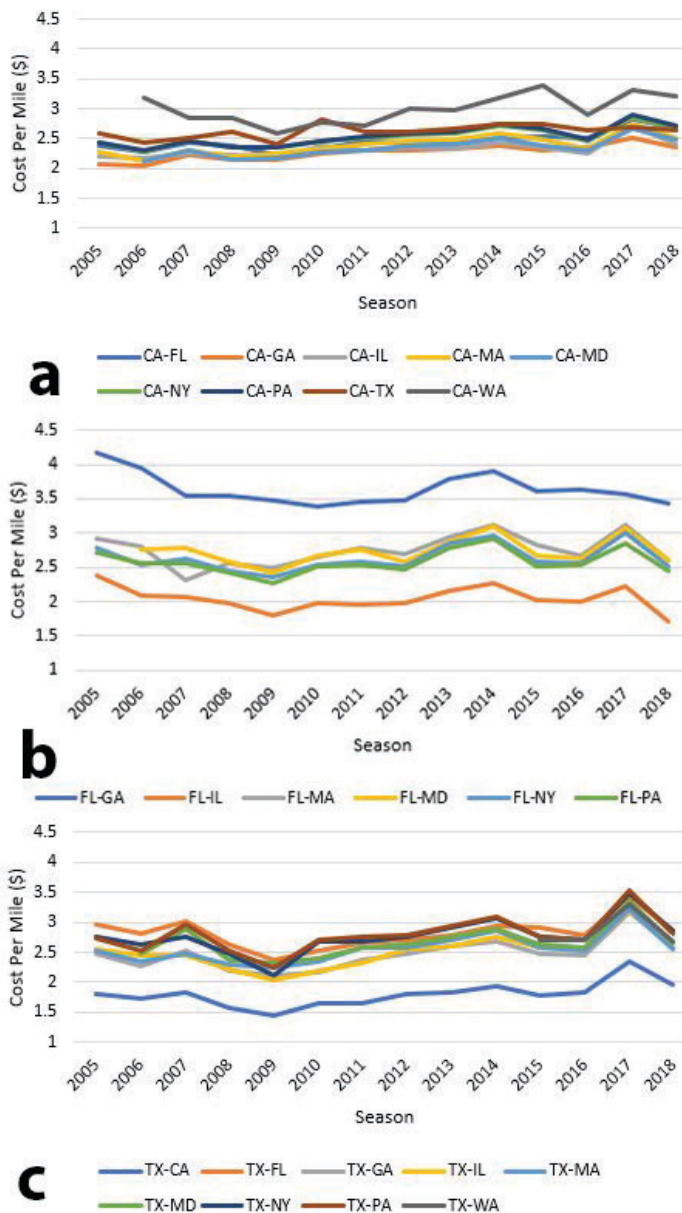 4.5
4
3.5
3
2.5
2
1.5
1
Cost Per Mile ($)
2005 2006 2007 2008 2009 2010 2011 2012 2013 2014 2015 2016 2017 2018
Season
a
CA-FL CA-GA CA-IL CA-MA CA-MD
CA-NY CA-PA CA-TX CA-WA
4.5
4
3.5
3
2.5
2
1.5
1
Cost Per Mile ($)
2005 2006 2007 2008 2009 2010 2011 2012 2013 2014 2015 2016 2017 2018
Season
b
FL-GA FL-IL FL-MA FL-MD FL-NY FL-PA
4.5
4
3.5
3
2.5
2
1.5
1
Cost Per Mile ($)
2005 2006 2007 2008 2009 2010 2011 2012 2013 2014 2015 2016 2017 2018
Season
c
TX-CA TX-FL TX-GA TX-IL TX-MA
TX-MD TX-NY TX-PA TX-WA